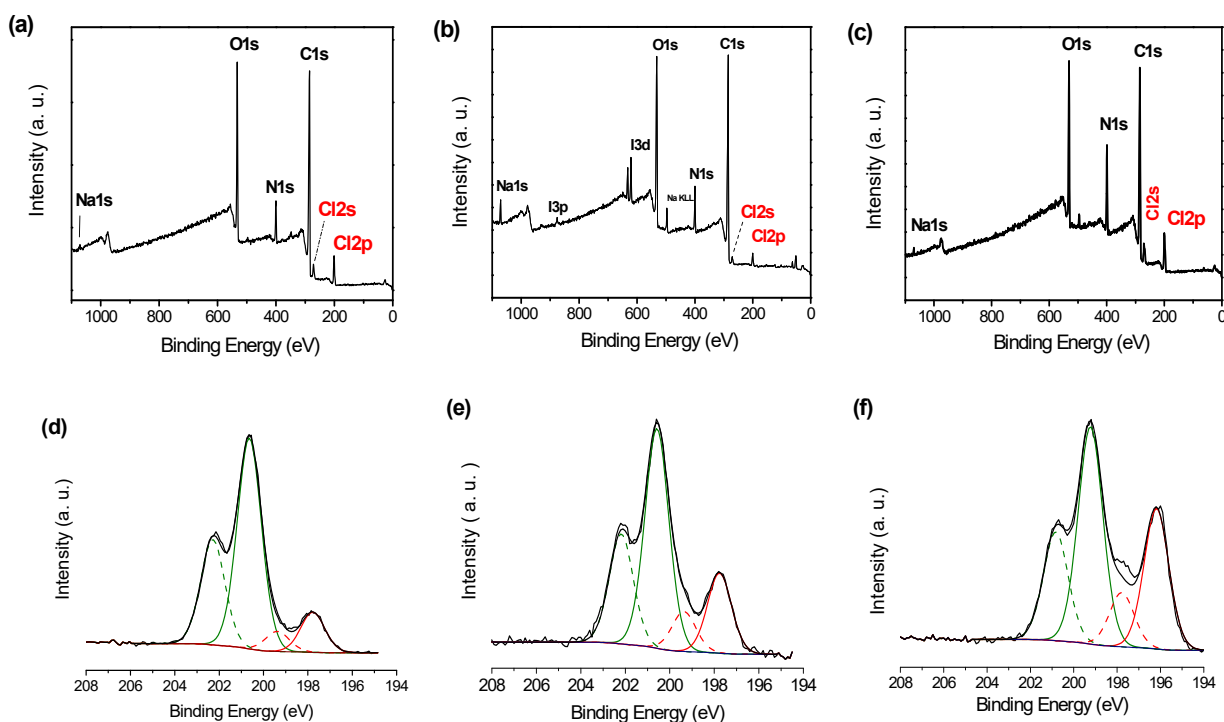 (a)
O1s
C1s
Na1s
N1s
Cl2s
Cl2p
Intensity (a. u.)
1000 800 600 400 200 0
Binding Energy (eV)
(b)
O1s
C1s
I3d
Na1s
I3p
Na KLL
N1s
Cl2s
Cl2p
Intensity (a. u.)
1000 800 600 400 200 0
Binding Energy (eV)
(c)
O1s
C1s
N1s
Na1s
Cl2s
Cl2p
Intensity (a. u.)
1000 800 600 400 200 0
Binding Energy (eV)
(d)
Intensity (a. u.)
208 206 204 202 200 198 196 194
Binding Energy (eV)
(e)
Intensity ( a. u.)
208 206 204 202 200 198 196 194
Binding Energy (eV)
(f)
Intensity (a. u.)
208 206 204 202 200 198 196 194
Binding Energy (eV)